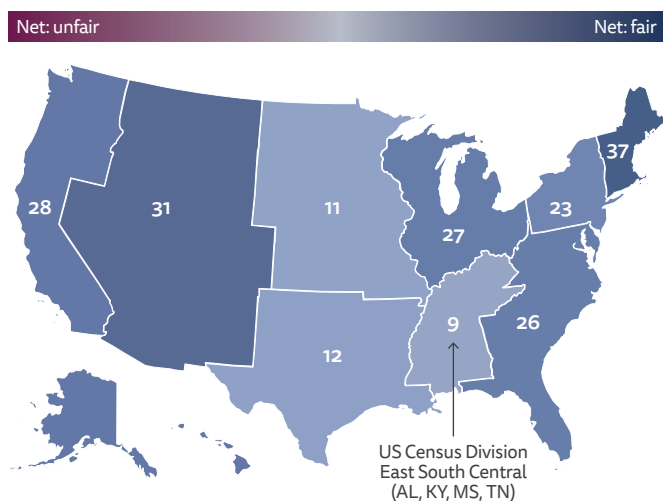 Net: unfair
Net: fair
37
28
31
11
23
27
12
9
26
US Census Division
East South Central
(AL, KY, MS, TN)